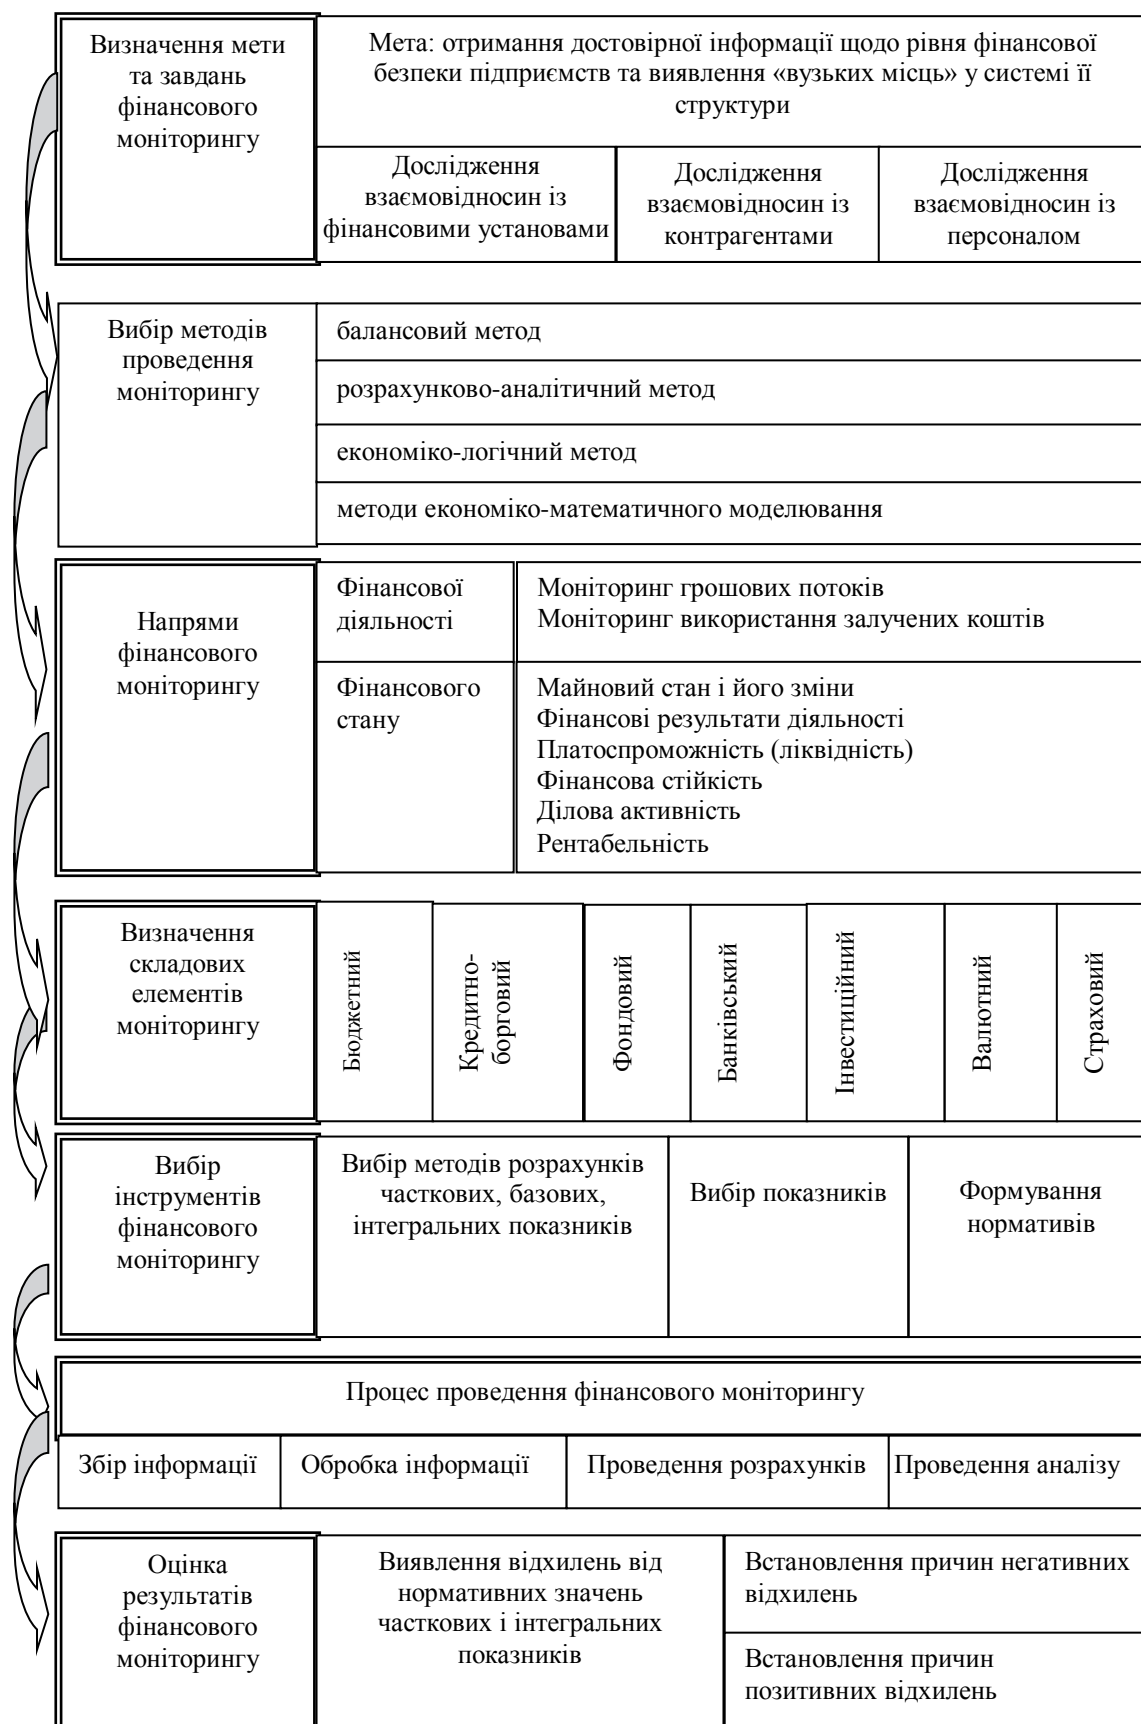 Визначення мети
та завдань
фінансового
моніторингу
Мета: отримання достовірної інформації щодо рівня фінансової
безпеки підприємств та виявлення «вузьких місць» у системі її
структури
Дослідження
взаємовідносин із
фінансовими установами
Дослідження
взаємовідносин із
контрагентами
Дослідження
взаємовідносин із
персоналом
Вибір методів
проведення
моніторингу
балансовий метод
розрахунково-аналітичний метод
економіко-логічний метод
методи економіко-математичного моделювання
Напрями
фінансового
моніторингу
Фінансової
діяльності
Моніторинг грошових потоків
Моніторинг використання залучених коштів
Фінансового
стану
Майновий стан і його зміни
Фінансові результати діяльності
Платоспроможність (ліквідність)
Фінансова стійкість
Ділова активність
Рентабельність
Визначення
складових
елементів
моніторингу
Бюджетний
Кредитно-
борговий
Фондовий
Банківський
Інвестиційний
Валютний
Страховий
Вибір
інструментів
фінансового
моніторингу
Вибір методів розрахунків
часткових, базових,
інтегральних показників
Вибір показників
Формування
нормативів
Процес проведення фінансового моніторингу
Збір інформації
Обробка інформації
Проведення розрахунків
Проведення аналізу
Оцінка
результатів
фінансового
моніторингу
Виявлення відхилень від
нормативних значень
часткових і інтегральних
показників
Встановлення причин негативних
відхилень
Встановлення причин
позитивних відхилень